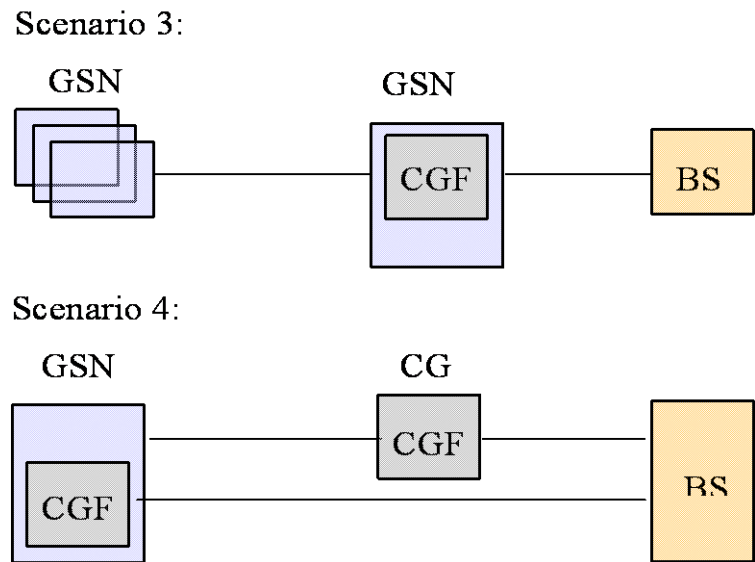 Scenario 3:
GSN GSN
CGF BS
Scenario 4:
GSN CG
CGF
CGF BS